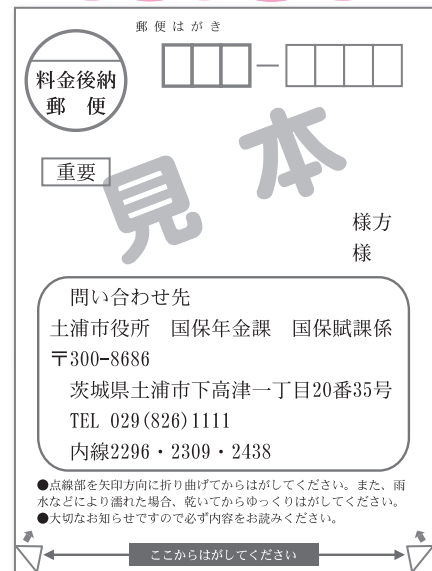 郵便はがき
料金後納
郵便
重要
見本
様方
様
問い合わせ先
土浦市役所　国保年金課　国保賦課係
〒300-8686
茨城県土浦市下高津一丁目20番35号
TEL 029(826)1111
内線2296・2309・2438
●点線部を矢印方向に折り曲げてからはがしてください。また、雨
水などにより濡れた場合、乾いてからゆっくりはがしてください。
●大切なお知らせですので必ず内容をお読みください。
ここからはがしてください